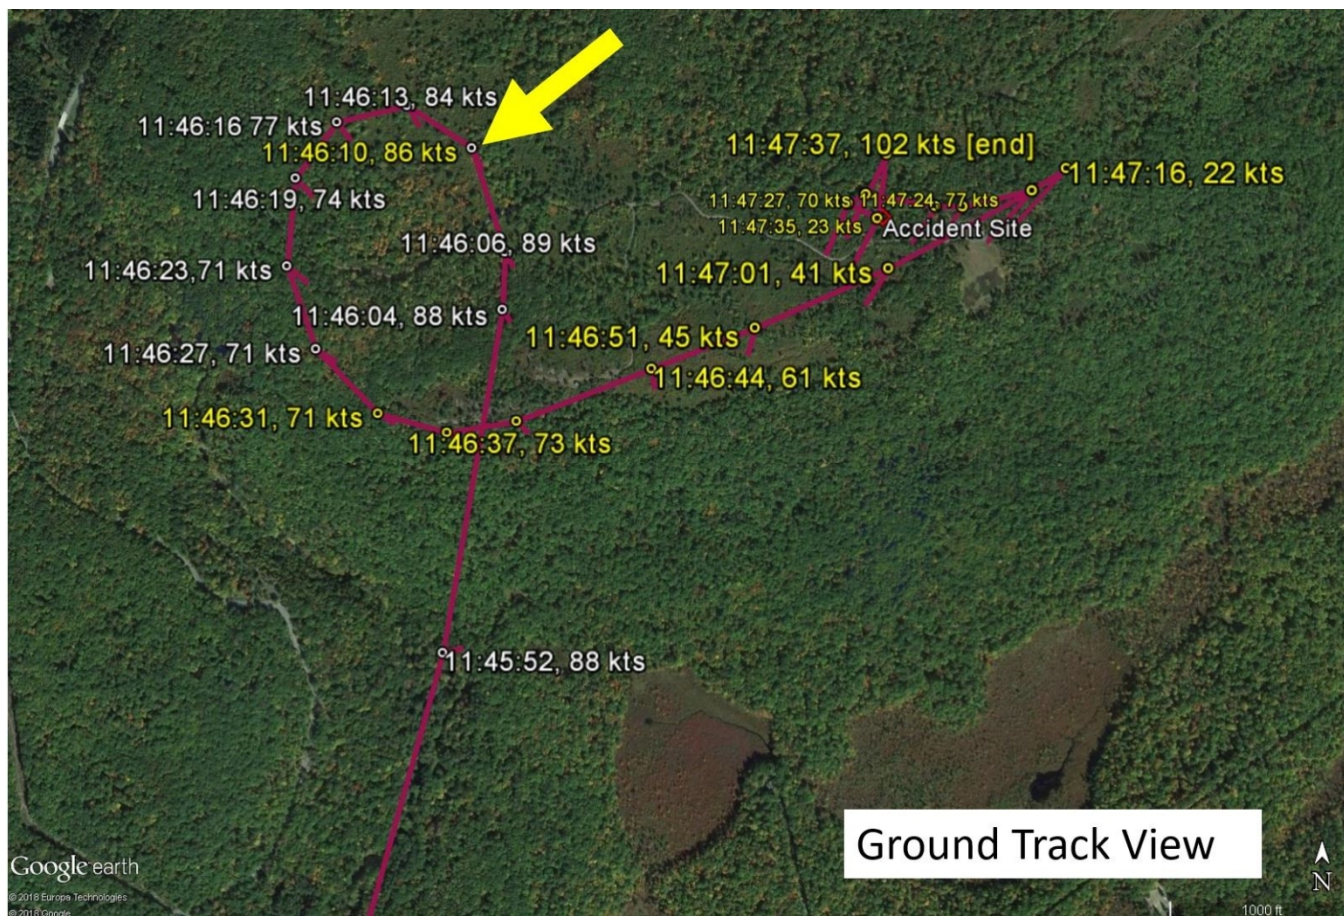 11:46:13, 84 kts
11:46:16 77 kts
11:46:10, 86 kts
11:46:19, 74 kts
11:46:06, 89 kts
11:46:23,71 kts
11:46:04, 88 kts
11:46:27, 71 kts
11:46:31, 71 kts
11:46:37, 73 kts
11:47:37, 102 kts [end]
11:47:16, 22 kts
11:47:27, 70 kts
11:47:24, 77 kts
11:47:35, 23 kts
Accident Site
11:47:01, 41 kts
11:46:51, 45 kts
11:46:44, 61 kts
11:45:52, 88 kts
Ground Track View
Google earth
© 2018 Europa Technologies
© 2018 Google
N
1000 ft